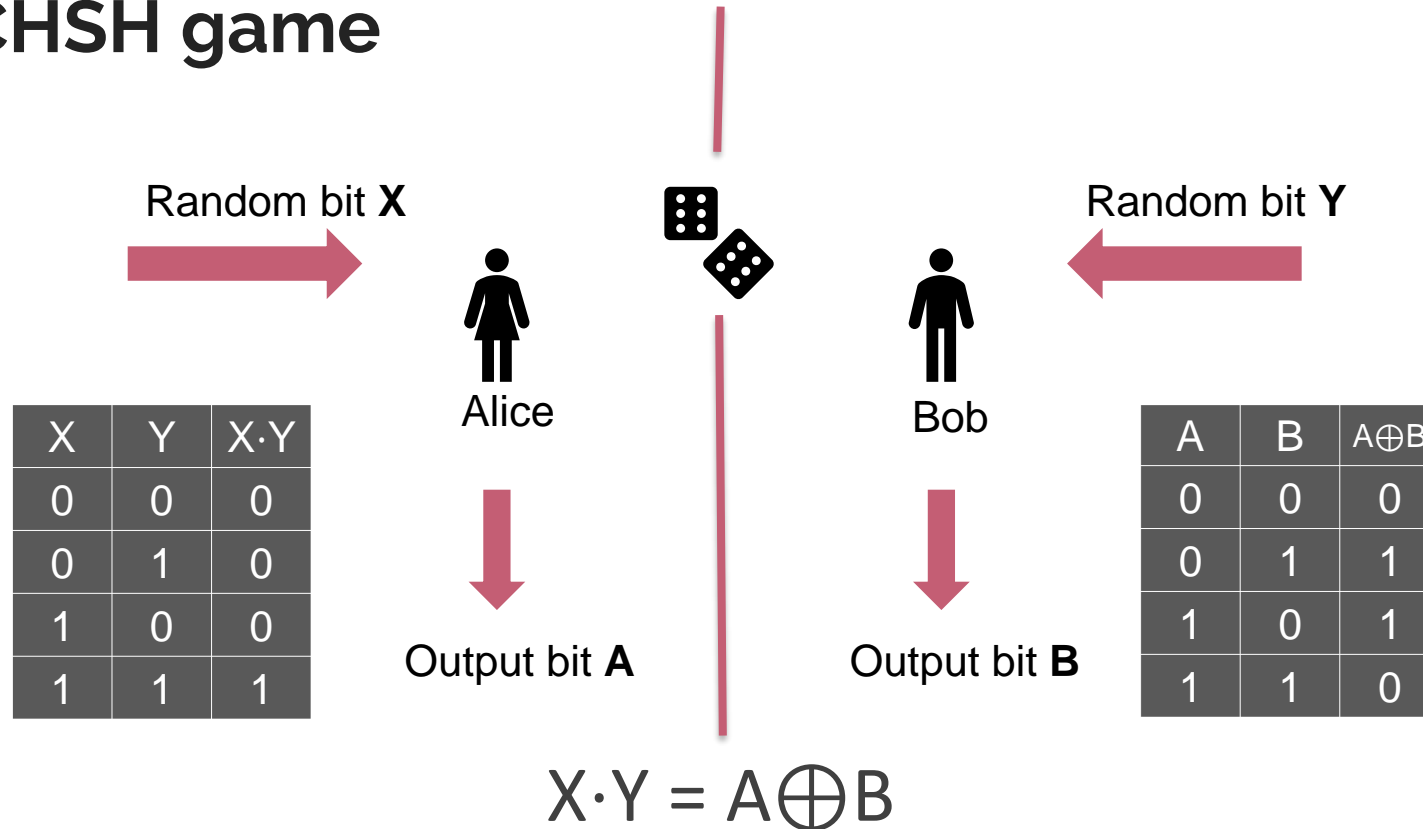 CHSH game
Random bit X
Random bit Y
Alice
Bob
X Y X·Y
0 0 0
0 1 0
1 0 0
1 1 1
A B A⊕B
0 0 0
0 1 1
1 0 1
1 1 0
Output bit A
Output bit B
X·Y = A⊕B